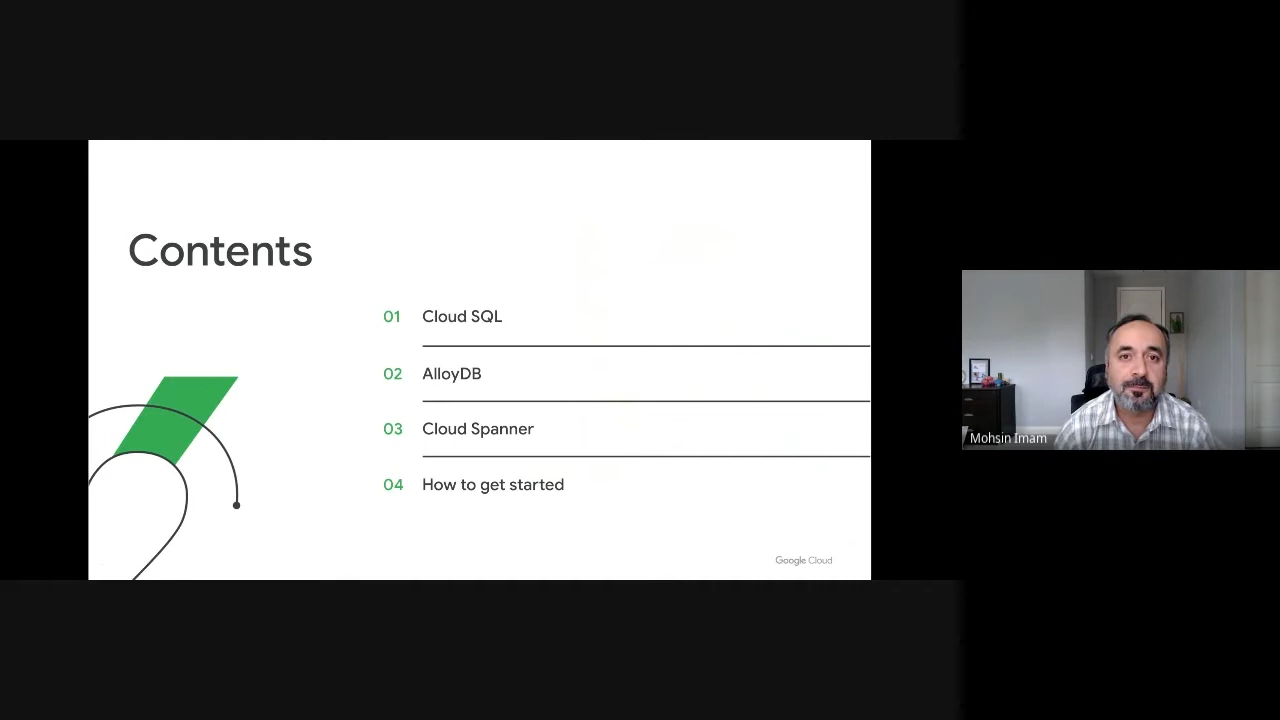 Contents
01 Cloud SQL
02 AlloyDB
03 Cloud Spanner
04 How to get started
Google Cloud
Mohsin Imam